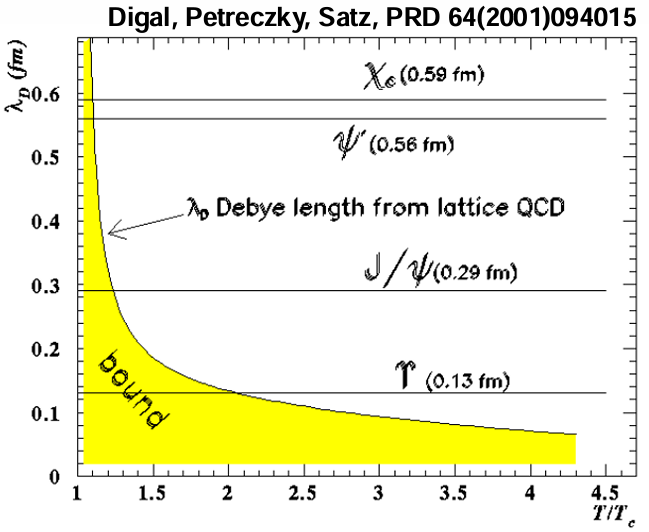 Digal, Petreczky, Satz, PRD 64(2001)094015
λD (fm)
0.6
0.5
0.4
0.3
0.2
0.1
0
χc (0.59 fm)
ψ′ (0.56 fm)
λD Debye length from lattice QCD
J/ψ (0.29 fm)
ϒ (0.13 fm)
bound
1 1.5 2 2.5 3 3.5 4 4.5
T/Tc